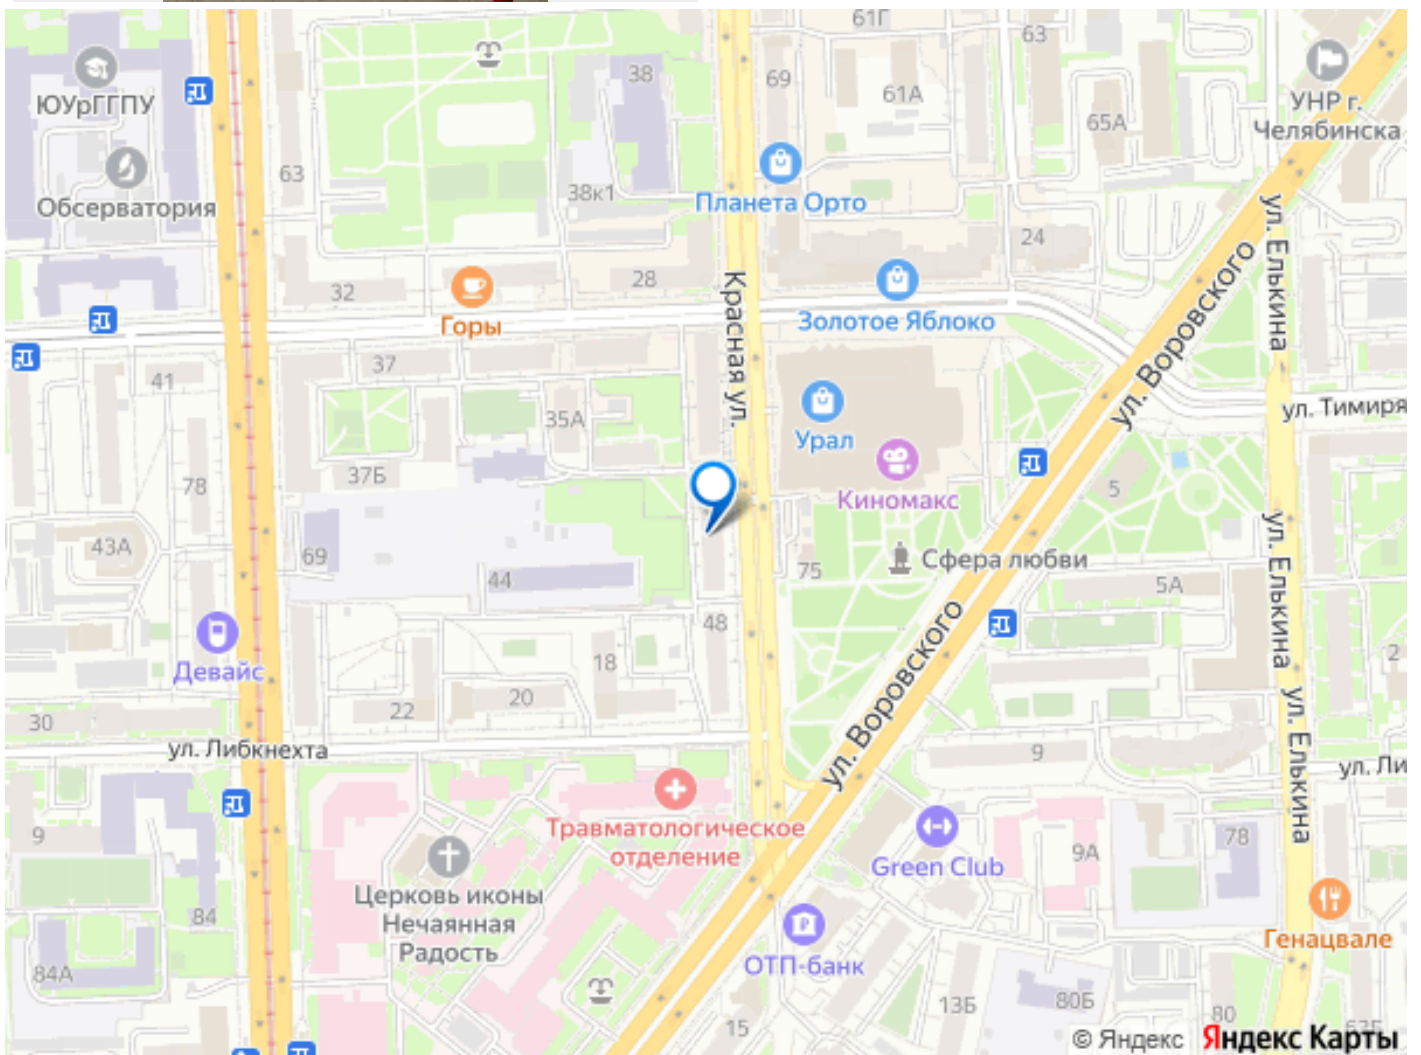 61Г
63
38
69
61А
УНР г.
Челябинска
ЮУрГГПУ
65А
63
38к1
Обсерватория
Планета Орто
24
32
28
Горы
Золотое Яблоко
Красная ул.
ул. Воровского
ул. Елькина
37
41
35А
Урал
ул. Тимиря
37Б
78
Киномакс
5
43А
69
44
75
Сфера любви
5А
ул. Елькина
48
18
2
Девайс
20
22
30
ул. Либкнехта
ул. Воровского
9
ул. Ли
ул. Елькина
Травматологическое
отделение
9
Green Club
9А
78
Церковь иконы
Нечаянная
Радость
84
84А
ОТП-банк
Генацвале
13Б
80Б
80
15
© Яндекс Яндекс Карты